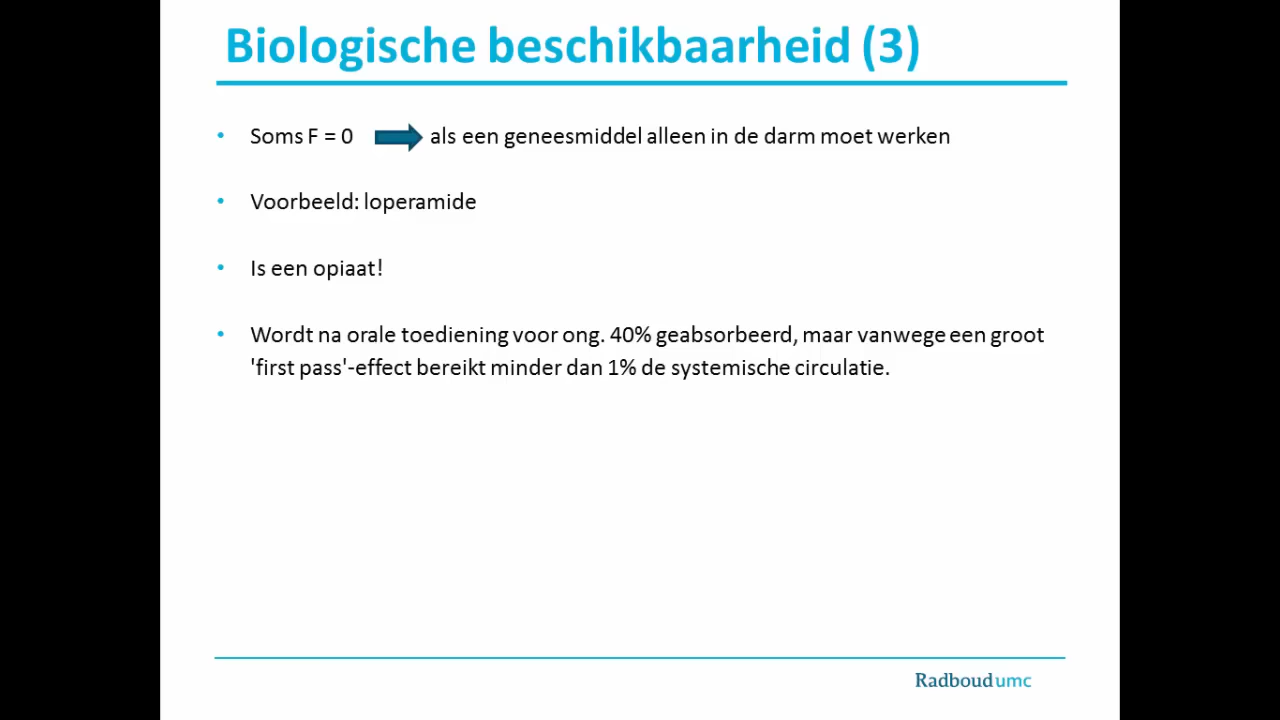 Biologische beschikbaarheid (3)
• Soms F = 0 als een geneesmiddel alleen in de darm moet werken
• Voorbeeld: loperamide
• Is een opiaat!
• Wordt na orale toediening voor ong. 40% geabsorbeerd, maar vanwege een groot
'first pass'-effect bereikt minder dan 1% de systemische circulatie.
Radboudumc